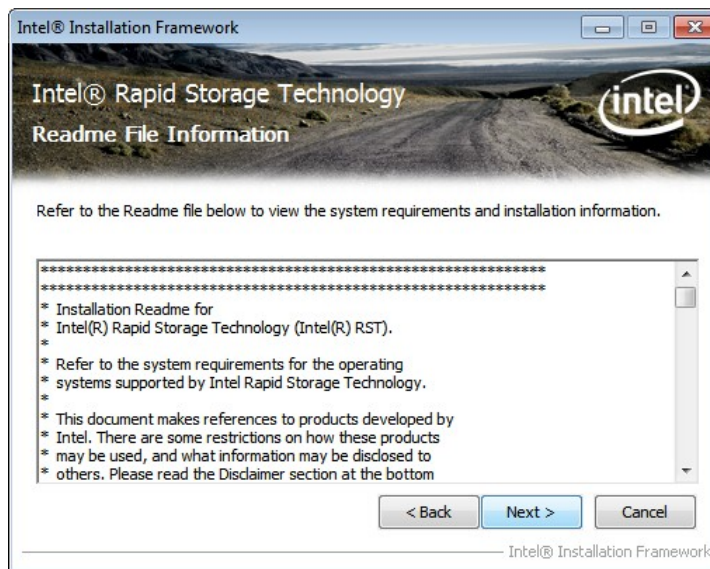 Intel® Installation Framework
Intel® Rapid Storage Technology
Readme File Information
intel
Refer to the Readme file below to view the system requirements and installation information.
************************************************************
************************************************************
* Installation Readme for
* Intel(R) Rapid Storage Technology (Intel(R) RST).
*
* Refer to the system requirements for the operating
* systems supported by Intel Rapid Storage Technology.
*
* This document makes references to products developed by
* Intel. There are some restrictions on how these products
* may be used, and what information may be disclosed to
* others. Please read the Disclaimer section at the bottom
< Back
Next >
Cancel
Intel® Installation Framework